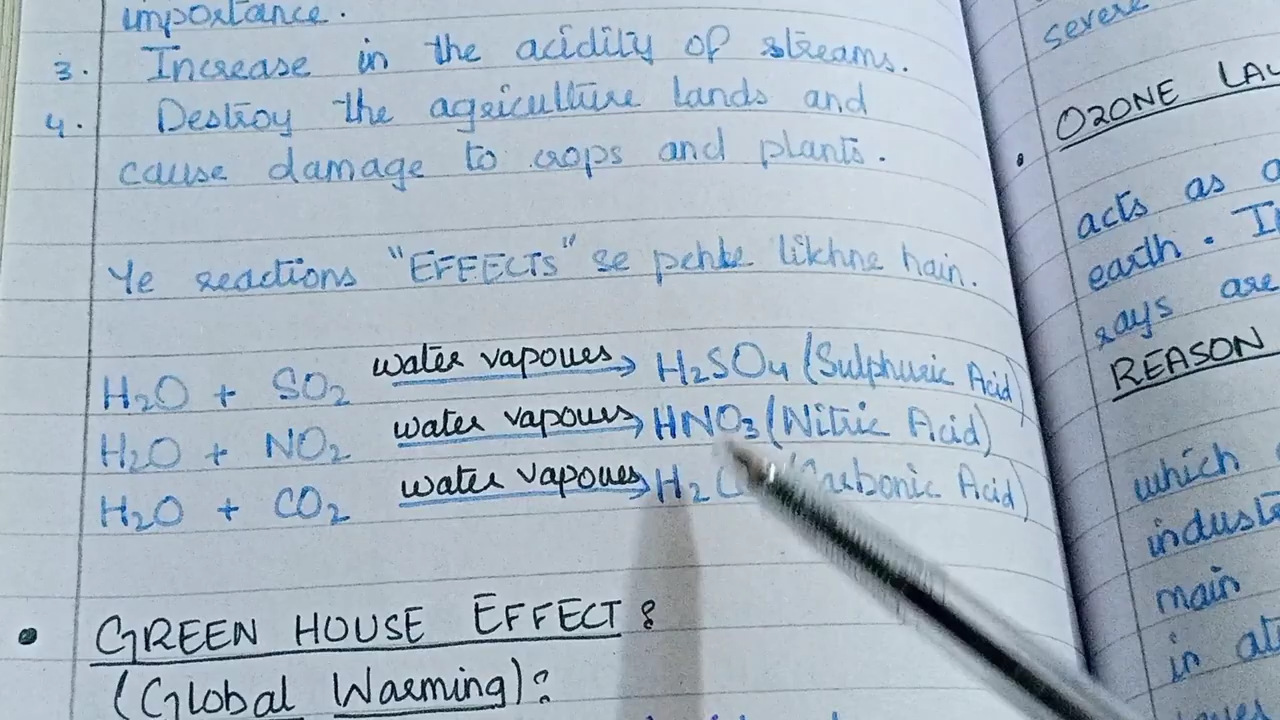 importance.
3. Increase in the acidity of streams.
4. Destroy the agriculture lands and
cause damage to crops and plants.
Ye reactions "EFFECTS" se pehle likhne hain.
H₂O + SO₂ water vapours → H₂SO₄ (Sulphuric Acid)
H₂O + NO₂ water vapours → HNO₃ (Nitric Acid)
H₂O + CO₂ water vapours → H₂ Acid)
GREEN HOUSE EFFECT:
(Global Warming):
severe
OZONE
acts as
earth. I
rays are
REASON
which
main
in